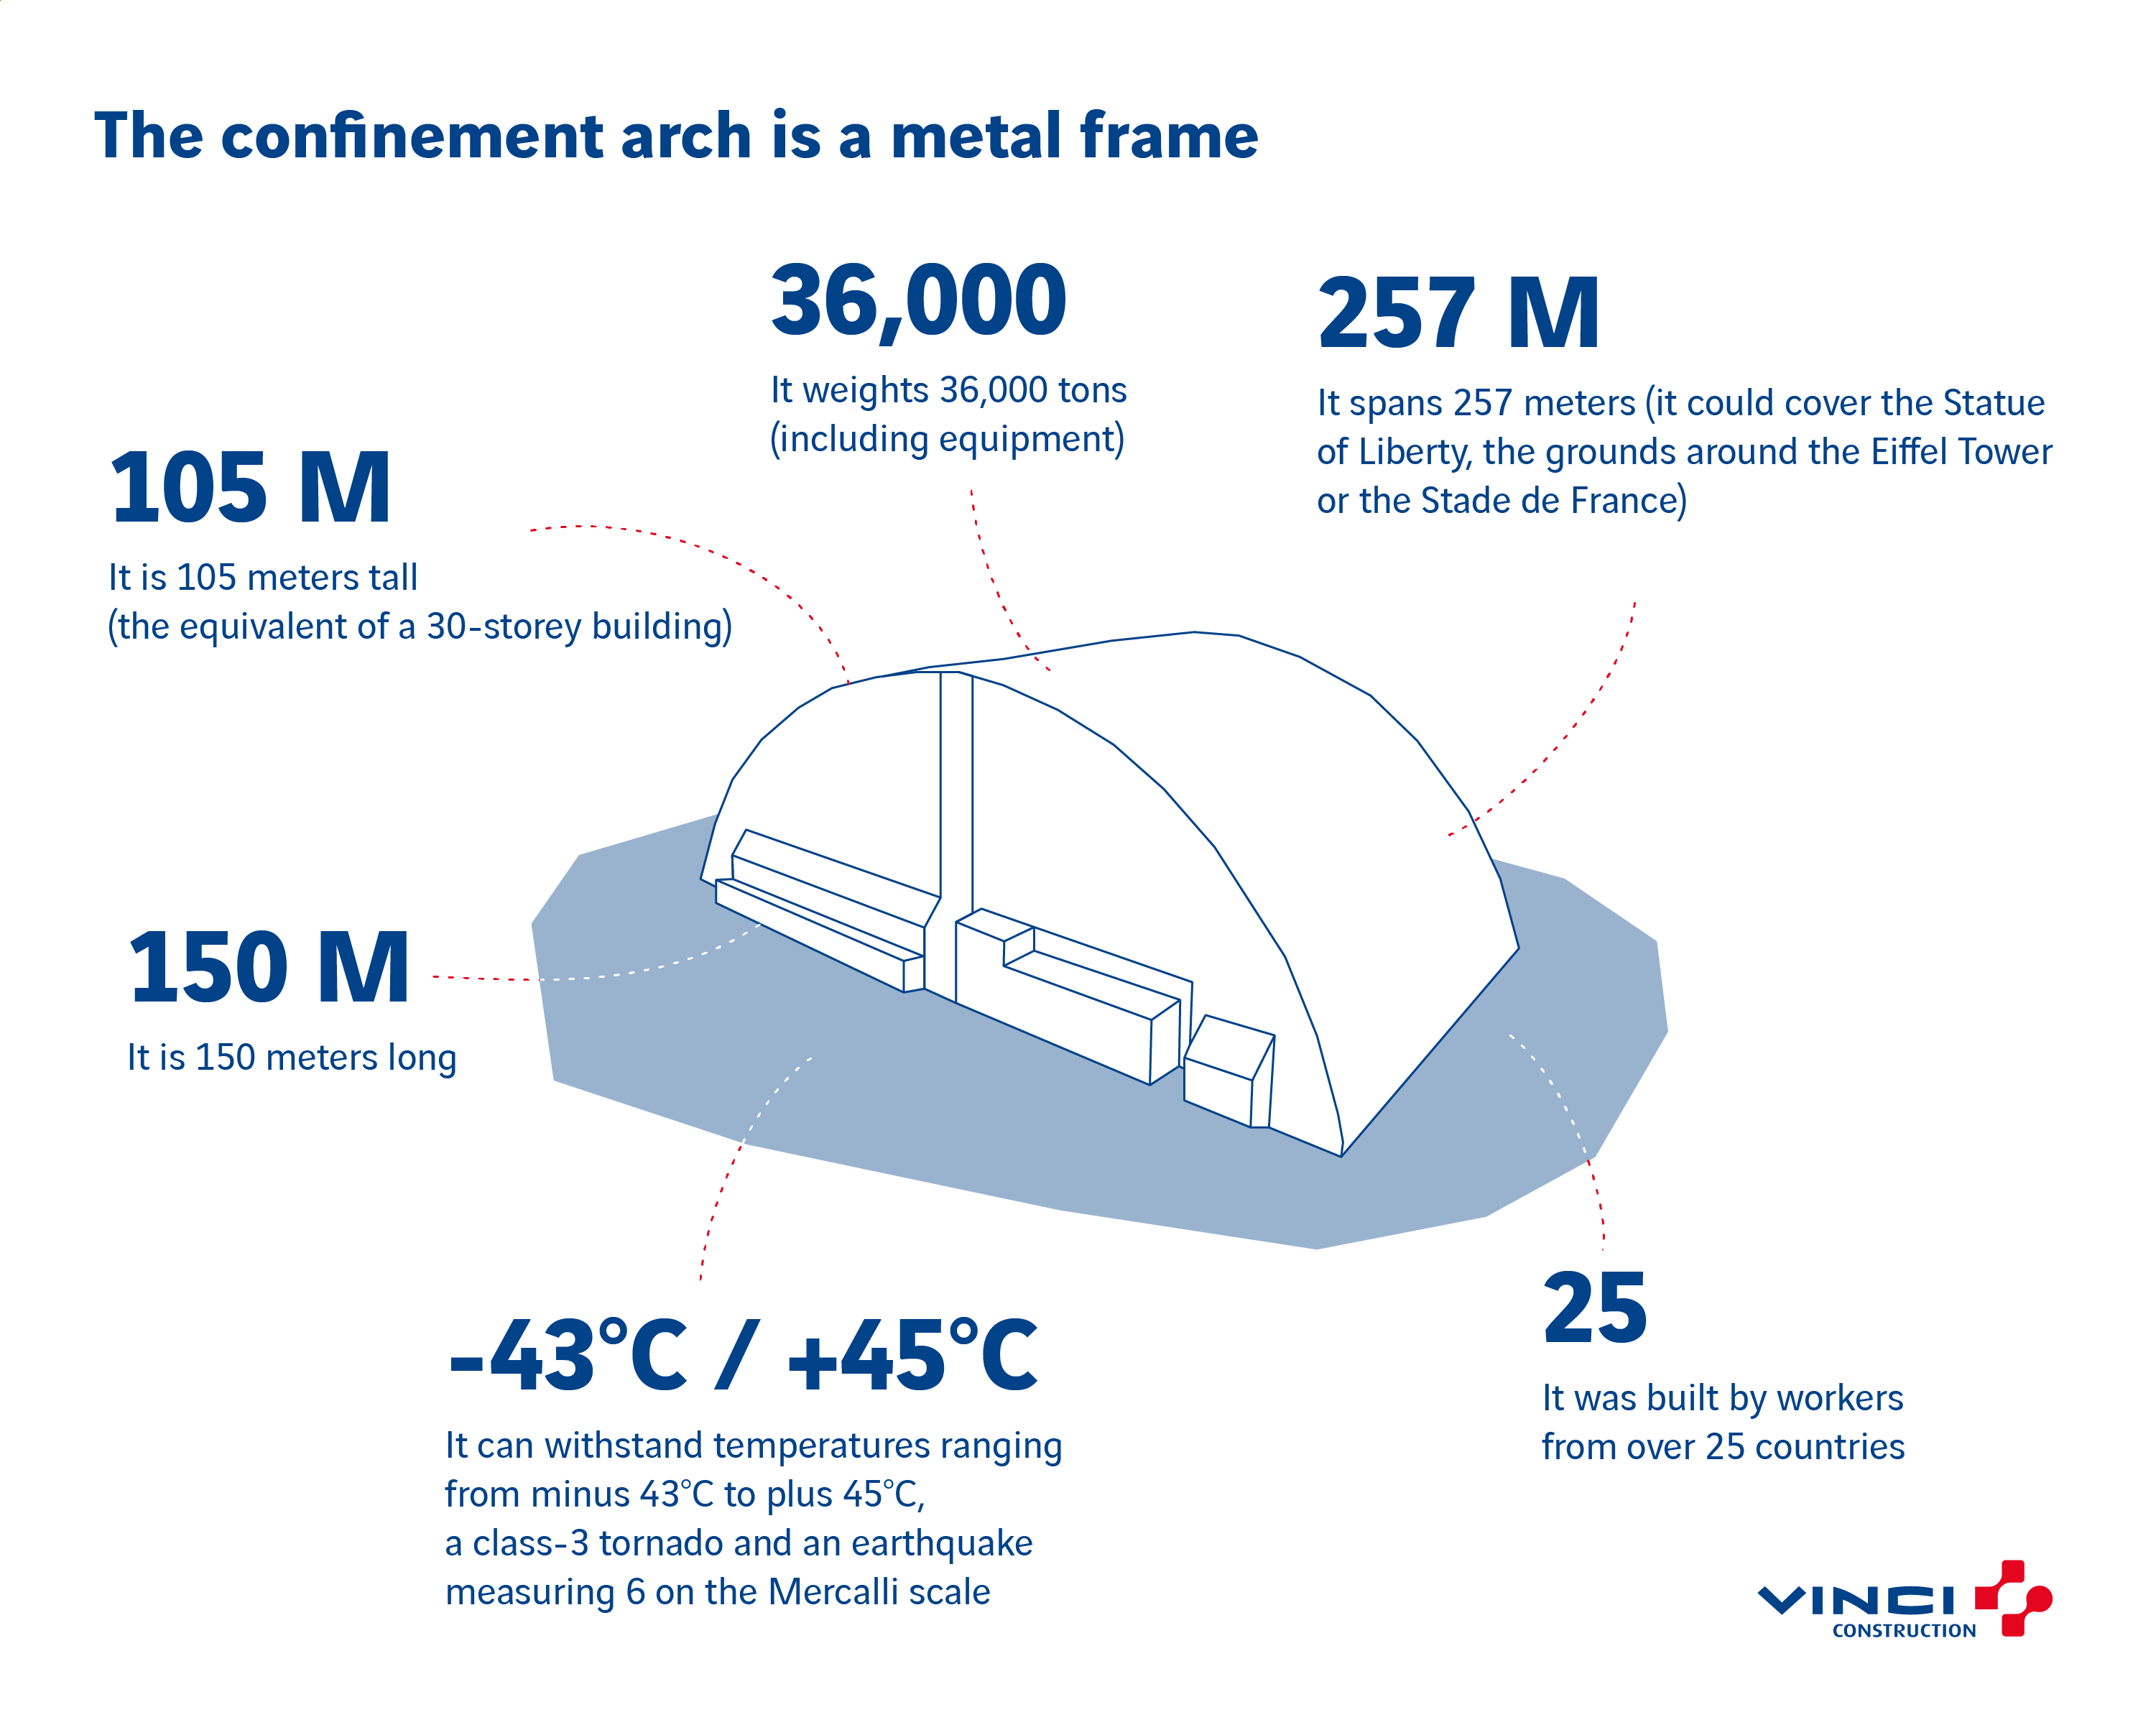 The confinement arch is a metal frame
36,000
It weights 36,000 tons
(including equipment)
257 M
It spans 257 meters (it could cover the Statue
of Liberty, the grounds around the Eiffel Tower
or the Stade de France)
105 M
It is 105 meters tall
(the equivalent of a 30-storey building)
150 M
It is 150 meters long
-43°C / +45°C
It can withstand temperatures ranging
from minus 43°C to plus 45°C,
a class-3 tornado and an earthquake
measuring 6 on the Mercalli scale
25
It was built by workers
from over 25 countries
VINCI
CONSTRUCTION